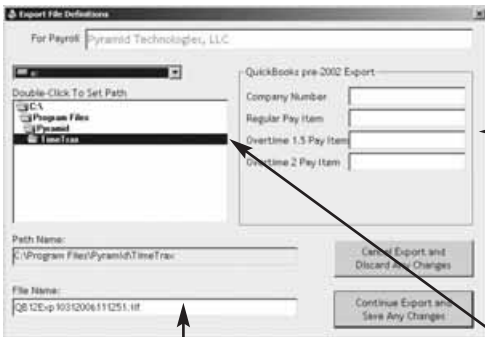 Export File Definitions
For Payroll Pyramid Technologies, LLC
c:
Double-Click To Set Path
C:\
Program Files
Pyramid
TimeTrax
QuickBooks pre-2002 Export
Company Number
Regular Pay Item
Overtime 1.5 Pay Item
Overtime 2 Pay Item
Path Name:
C:\Program Files\Pyramid\TimeTrax
Cancel Export and
Discard Any Changes
File Name:
QB12Exp10312006111251.iif
Continue Export and
Save Any Changes